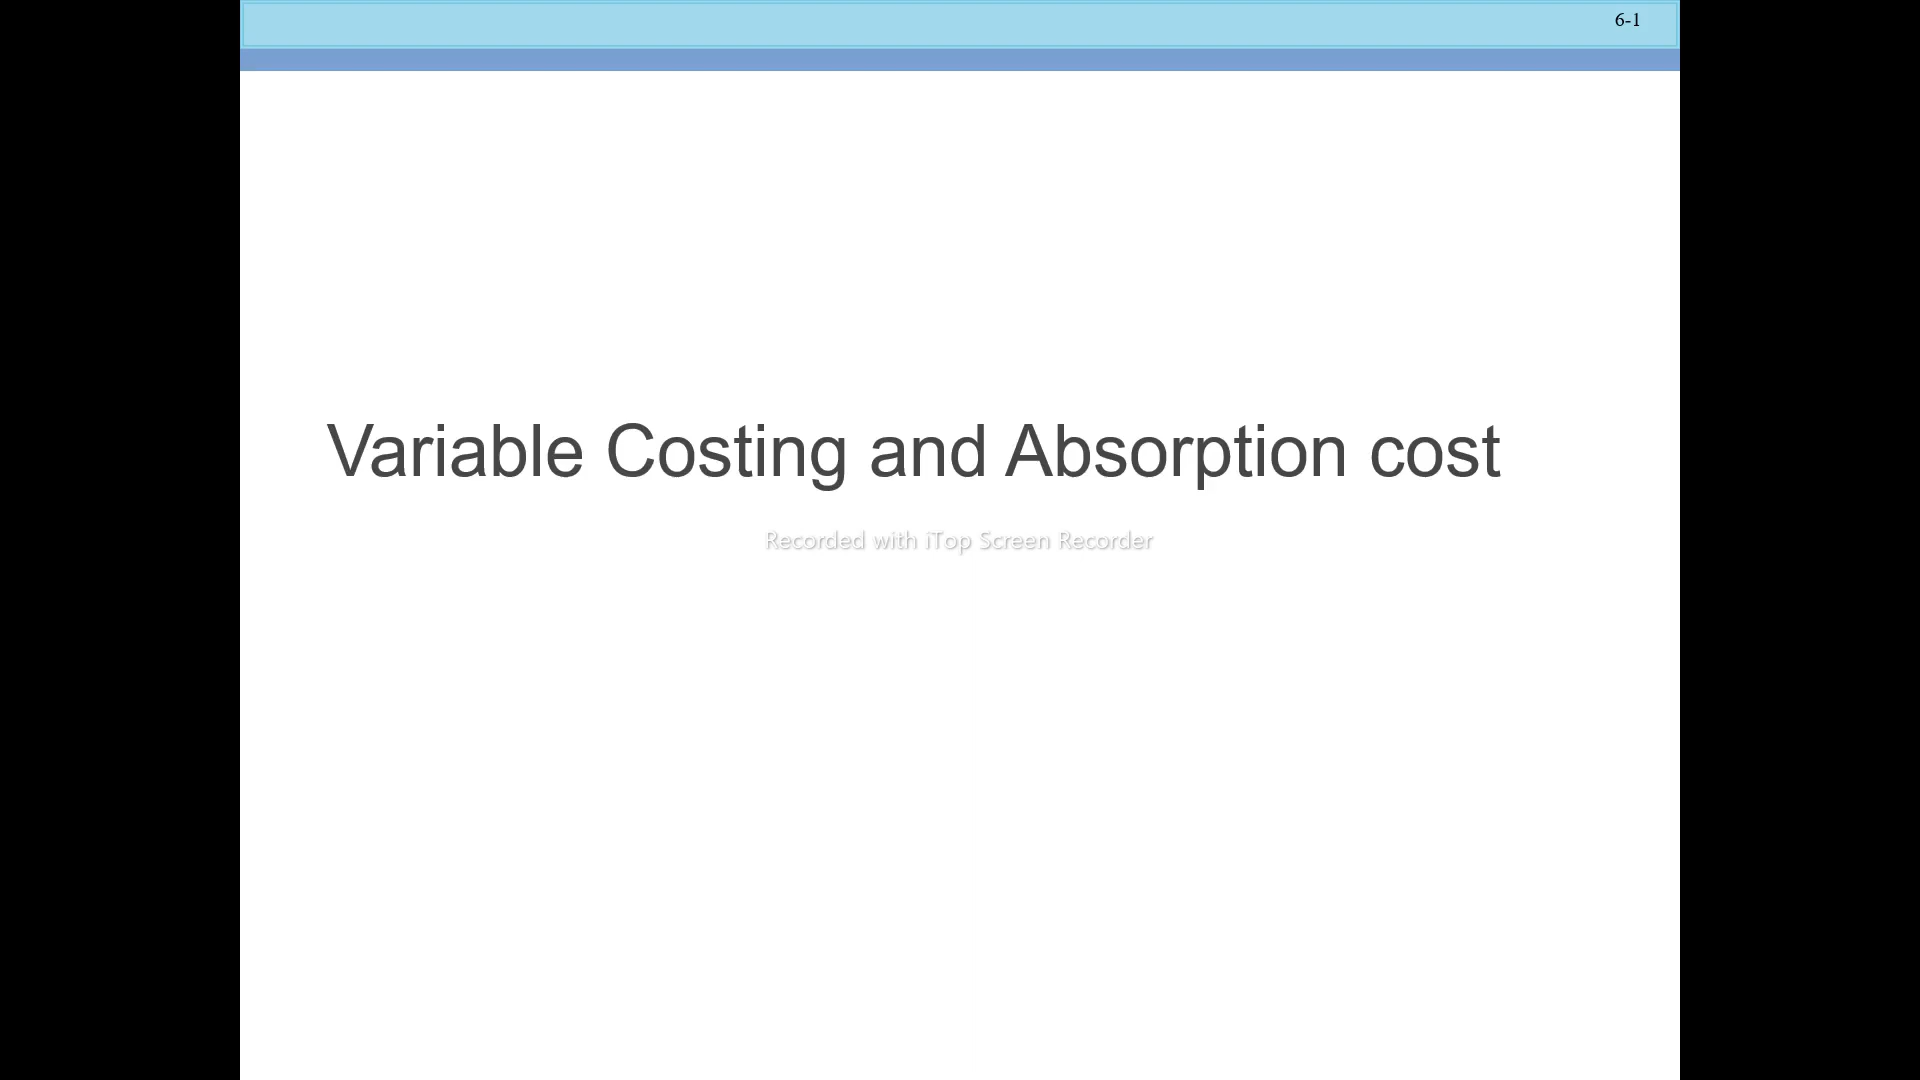 6-1
Variable Costing and Absorption cost
Recorded with iTop Screen Recorder